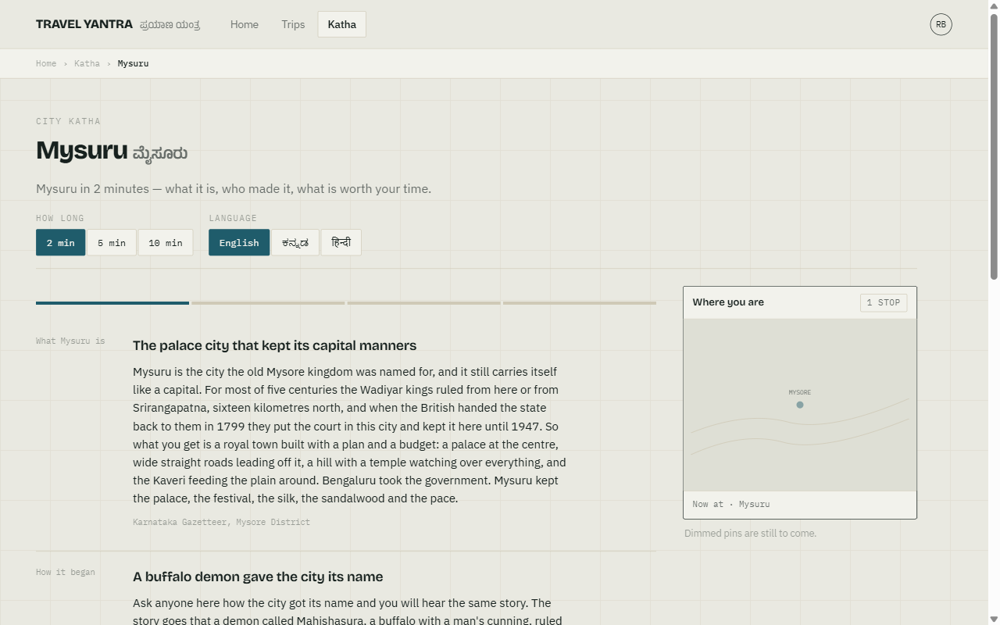 TRAVEL YANTRA ಪ್ರಯಾಣ ಯಂತ್ರ Home Trips Katha RB
Home › Katha › Mysuru
CITY KATHA
Mysuru ಮೈಸೂರು
Mysuru in 2 minutes — what it is, who made it, what is worth your time.
HOW LONG LANGUAGE
2 min 5 min 10 min English ಕನ್ನಡ हिन्दी
Where you are 1 STOP
MYSORE
Now at · Mysuru
Dimmed pins are still to come.
What Mysuru is
The palace city that kept its capital manners
Mysuru is the city the old Mysore kingdom was named for, and it still carries itself
like a capital. For most of five centuries the Wadiyar kings ruled from here or from
Srirangapatna, sixteen kilometres north, and when the British handed the state
back to them in 1799 they put the court in this city and kept it here until 1947. So
what you get is a royal town built with a plan and a budget: a palace at the centre,
wide straight roads leading off it, a hill with a temple watching over everything, and
the Kaveri feeding the plain around. Bengaluru took the government. Mysuru kept
the palace, the festival, the silk, the sandalwood and the pace.
Karnataka Gazetteer, Mysore District
How it began
A buffalo demon gave the city its name
Ask anyone here how the city got its name and you will hear the same story. The
story goes that a demon called Mahishasura, a buffalo with a man's cunning, ruled